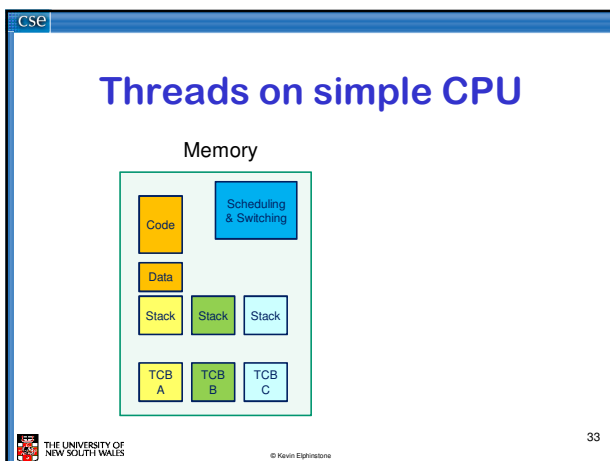 cse
Threads on simple CPU
Memory
Code
Scheduling
& Switching
Data
Stack
Stack
Stack
TCB
A
TCB
B
TCB
C
THE UNIVERSITY OF
NEW SOUTH WALES
© Kevin Elphinstone
33